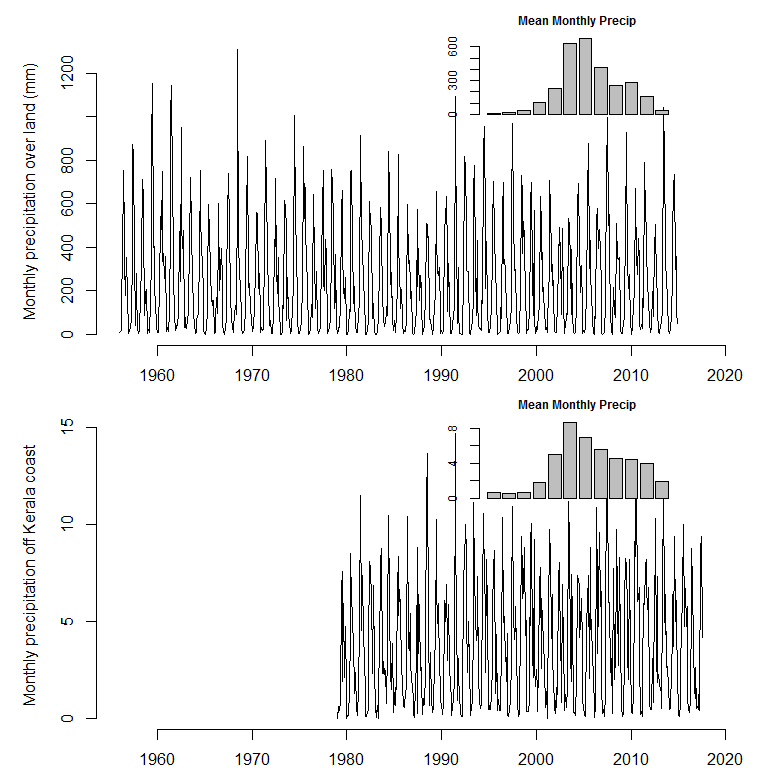 Mean Monthly Precip
Monthly precipitation over land (mm)
0 200 400 600 800 1200
0 300 600
1960 1970 1980 1990 2000 2010 2020
Mean Monthly Precip
Monthly precipitation off Kerala coast
0 5 10 15
0 4 8
1960 1970 1980 1990 2000 2010 2020